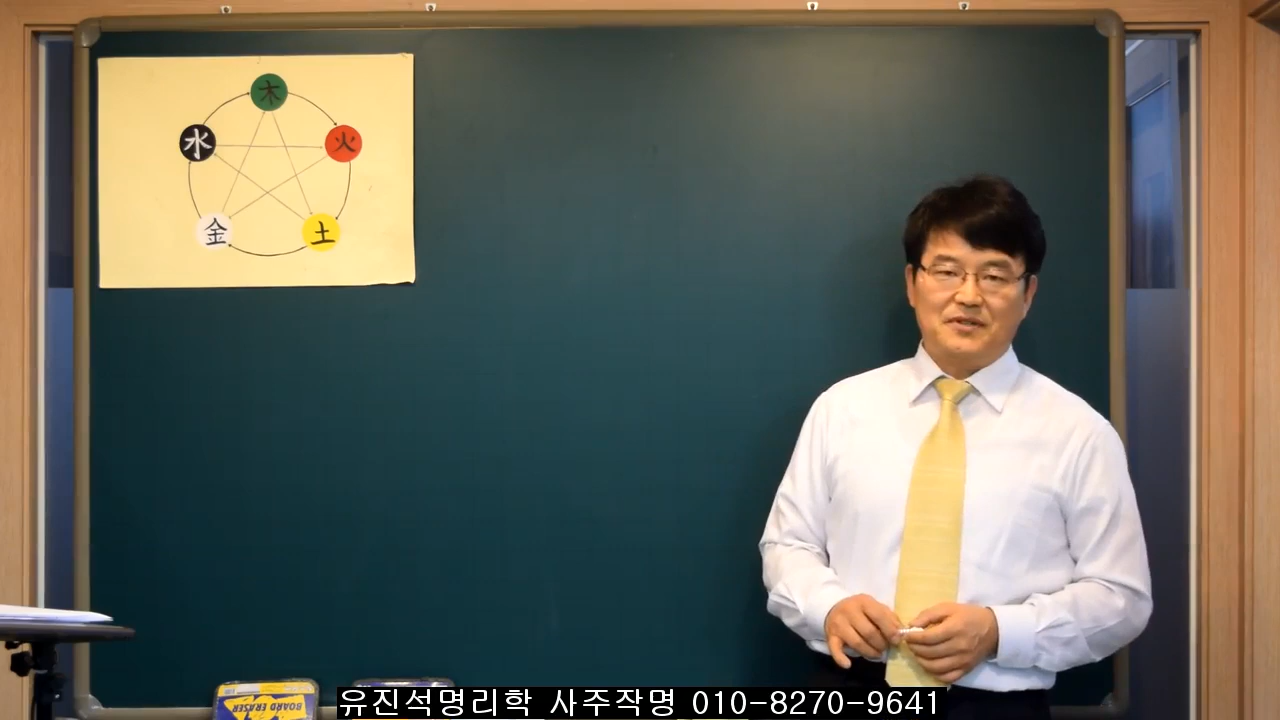 木
水
火
金
土
BOARD ERASER
유진석명리학 사주작명 010-8270-9641